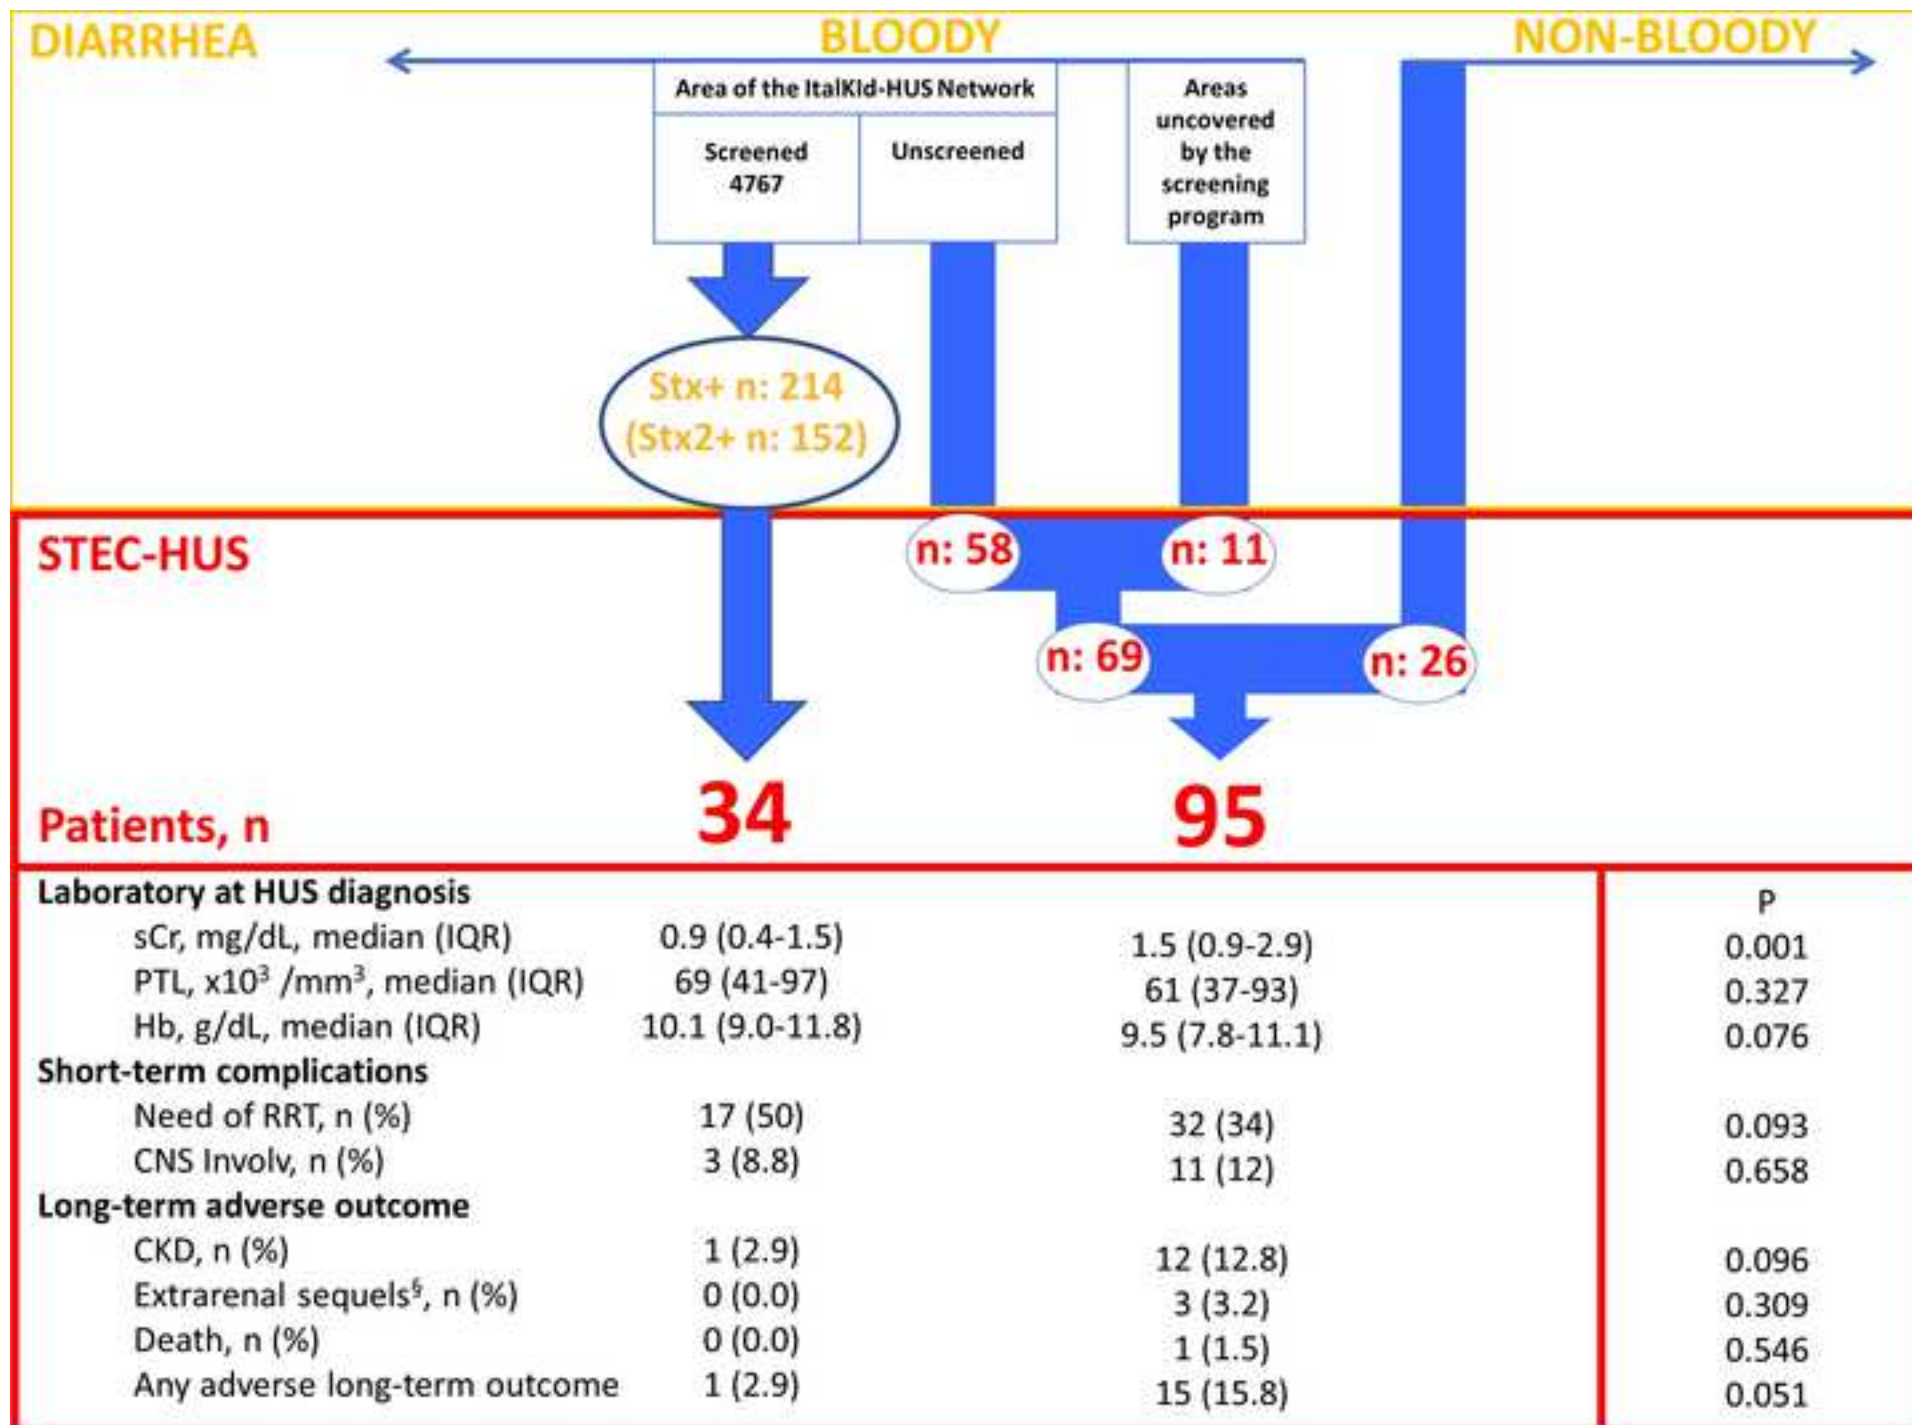 DIARRHEA
BLOODY
NON-BLOODY
Area of the ItalKId-HUS Network
Screened
4767
Unscreened
Areas
uncovered
by the
screening
program
Stx+ n: 214
(Stx2+ n: 152)
STEC-HUS
n: 58
n: 11
n: 69
n: 26
Patients, n
34
95
Laboratory at HUS diagnosis P
sCr, mg/dL, median (IQR) 0.9 (0.4-1.5) 1.5 (0.9-2.9) 0.001
PTL, x10³ /mm³, median (IQR) 69 (41-97) 61 (37-93) 0.327
Hb, g/dL, median (IQR) 10.1 (9.0-11.8) 9.5 (7.8-11.1) 0.076
Short-term complications
Need of RRT, n (%) 17 (50) 32 (34) 0.093
CNS Involv, n (%) 3 (8.8) 11 (12) 0.658
Long-term adverse outcome
CKD, n (%) 1 (2.9) 12 (12.8) 0.096
Extrarenal sequels§, n (%) 0 (0.0) 3 (3.2) 0.309
Death, n (%) 0 (0.0) 1 (1.5) 0.546
Any adverse long-term outcome 1 (2.9) 15 (15.8) 0.051